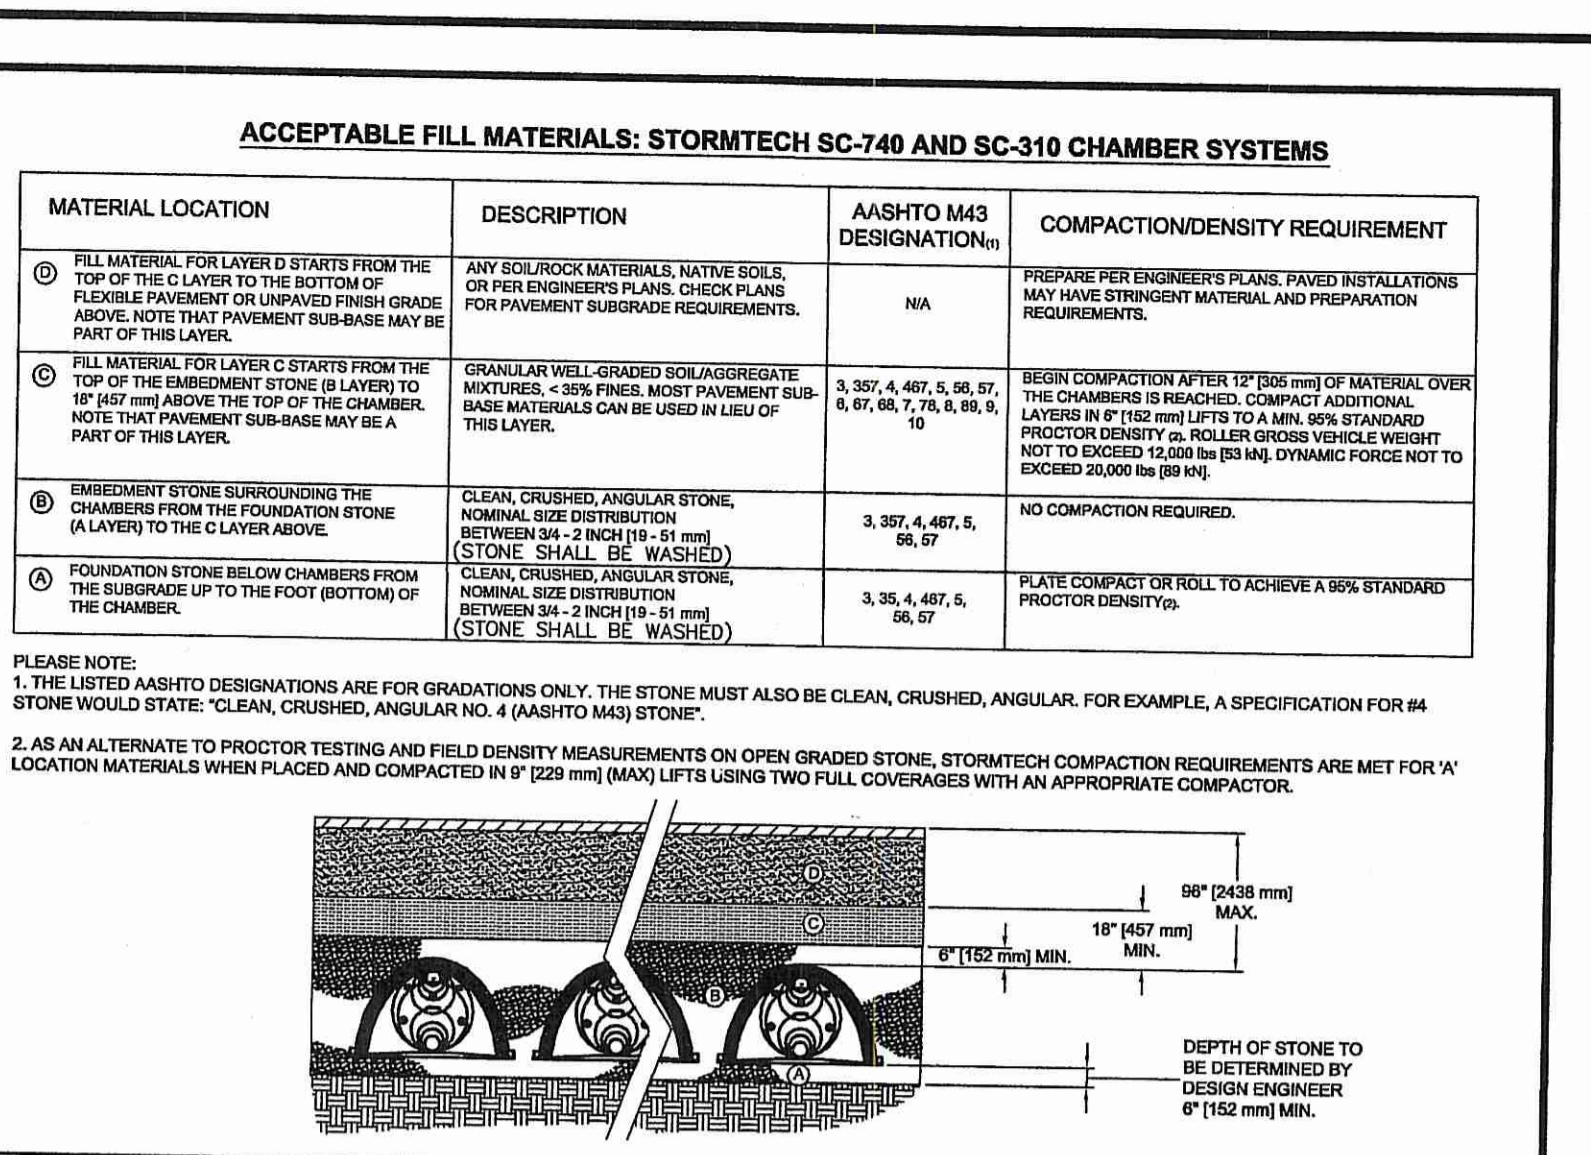 ACCEPTABLE FILL MATERIALS: STORMTECH SC-740 AND SC-310 CHAMBER SYSTEMS
MATERIAL LOCATION
DESCRIPTION
AASHTO M43
DESIGNATION(1)
COMPACTION/DENSITY REQUIREMENT
D
FILL MATERIAL FOR LAYER D STARTS FROM THE
TOP OF THE C LAYER TO THE BOTTOM OF
FLEXIBLE PAVEMENT OR UNPAVED FINISH GRADE
ABOVE. NOTE THAT PAVEMENT SUB-BASE MAY BE
PART OF THIS LAYER.
ANY SOIL/ROCK MATERIALS, NATIVE SOILS,
OR PER ENGINEER'S PLANS. CHECK PLANS
FOR PAVEMENT SUBGRADE REQUIREMENTS.
N/A
PREPARE PER ENGINEER'S PLANS. PAVED INSTALLATIONS
MAY HAVE STRINGENT MATERIAL AND PREPARATION
REQUIREMENTS.
C
FILL MATERIAL FOR LAYER C STARTS FROM THE
TOP OF THE EMBEDMENT STONE (B LAYER) TO
18" [457 mm] ABOVE THE TOP OF THE CHAMBER.
NOTE THAT PAVEMENT SUB-BASE MAY BE A
PART OF THIS LAYER.
GRANULAR WELL-GRADED SOIL/AGGREGATE
MIXTURES, < 35% FINES. MOST PAVEMENT SUB-
BASE MATERIALS CAN BE USED IN LIEU OF
THIS LAYER.
3, 357, 4, 467, 5, 56, 57,
6, 67, 68, 7, 78, 8, 89, 9,
10
BEGIN COMPACTION AFTER 12" [305 mm] OF MATERIAL OVER
THE CHAMBERS IS REACHED. COMPACT ADDITIONAL
LAYERS IN 6" [152 mm] LIFTS TO A MIN. 95% STANDARD
PROCTOR DENSITY (2). ROLLER GROSS VEHICLE WEIGHT
NOT TO EXCEED 12,000 lbs [53 kN]. DYNAMIC FORCE NOT TO
EXCEED 20,000 lbs [89 kN].
B
EMBEDMENT STONE SURROUNDING THE
CHAMBERS FROM THE FOUNDATION STONE
(A LAYER) TO THE C LAYER ABOVE.
CLEAN, CRUSHED, ANGULAR STONE,
NOMINAL SIZE DISTRIBUTION
BETWEEN 3/4 - 2 INCH [19 - 51 mm]
(STONE SHALL BE WASHED)
3, 357, 4, 467, 5,
56, 57
NO COMPACTION REQUIRED.
A
FOUNDATION STONE BELOW CHAMBERS FROM
THE SUBGRADE UP TO THE FOOT (BOTTOM) OF
THE CHAMBER.
CLEAN, CRUSHED, ANGULAR STONE,
NOMINAL SIZE DISTRIBUTION
BETWEEN 3/4 - 2 INCH [19 - 51 mm]
(STONE SHALL BE WASHED)
3, 35, 4, 467, 5,
56, 57
PLATE COMPACT OR ROLL TO ACHIEVE A 95% STANDARD
PROCTOR DENSITY(2).
PLEASE NOTE:
1. THE LISTED AASHTO DESIGNATIONS ARE FOR GRADATIONS ONLY. THE STONE MUST ALSO BE CLEAN, CRUSHED, ANGULAR. FOR EXAMPLE, A SPECIFICATION FOR #4
STONE WOULD STATE: "CLEAN, CRUSHED, ANGULAR NO. 4 (AASHTO M43) STONE".
2. AS AN ALTERNATE TO PROCTOR TESTING AND FIELD DENSITY MEASUREMENTS ON OPEN GRADED STONE, STORMTECH COMPACTION REQUIREMENTS ARE MET FOR 'A'
LOCATION MATERIALS WHEN PLACED AND COMPACTED IN 9" [229 mm] (MAX) LIFTS USING TWO FULL COVERAGES WITH AN APPROPRIATE COMPACTOR.
D
96" [2438 mm]
MAX.
C
18" [457 mm]
MIN.
6" [152 mm] MIN.
B
A
DEPTH OF STONE TO
BE DETERMINED BY
DESIGN ENGINEER
6" [152 mm] MIN.